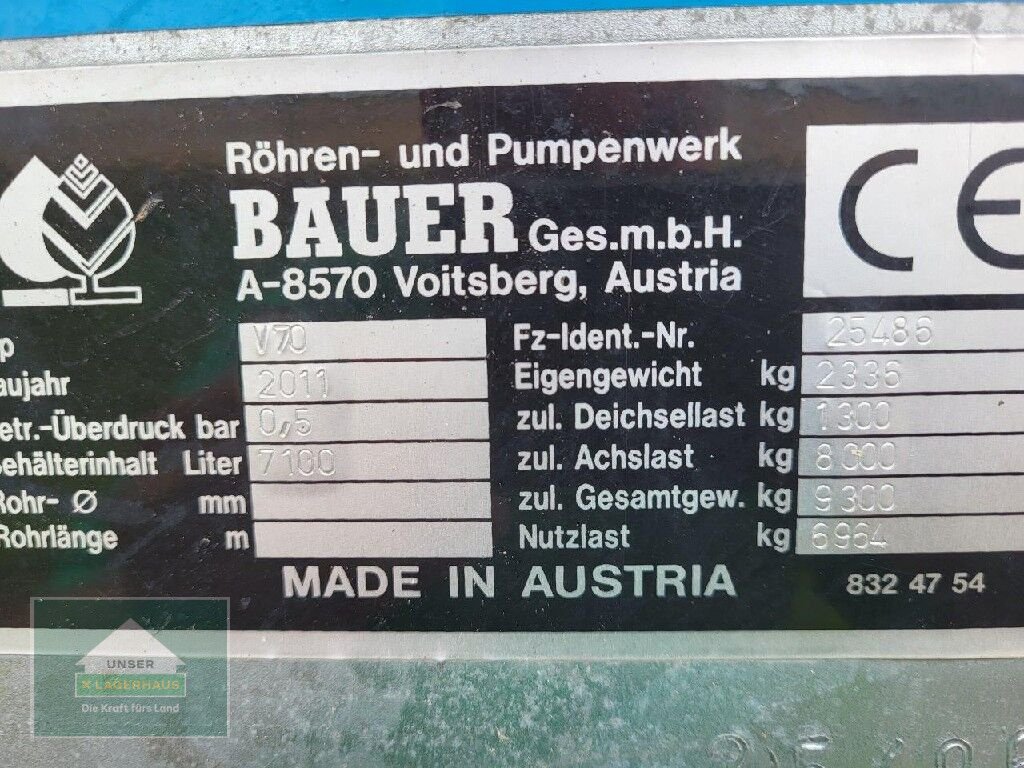 Röhren- und Pumpenwerk
BAUER Ges.m.b.H.
A-8570 Voitsberg, Austria
CE
p V70 Fz-Ident.-Nr. 25486
aujahr 2011 Eigengewicht kg 2336
etr.-Überdruck bar 0,5 zul. Deichsellast kg 1300
ehälterinhalt Liter 7100 zul. Achslast kg 8000
Rohr- Ø mm zul. Gesamtgew. kg 9300
Rohrlänge m Nutzlast kg 6964
MADE IN AUSTRIA 832 47 54
UNSER
LAGERHAUS
Die Kraft fürs Land